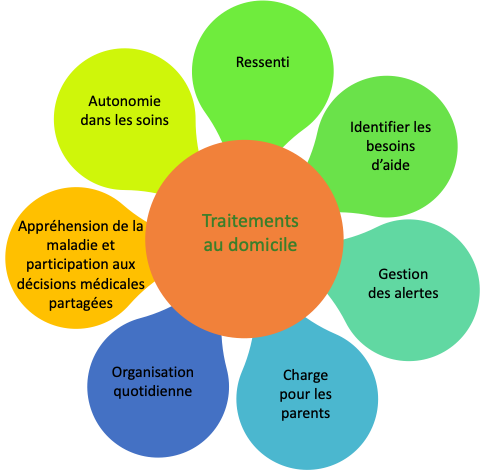 Ressenti
Identifier les
besoins
d'aide
Gestion
des alertes
Charge
pour les
parents
Organisation
quotidienne
Appréhension de la
maladie et
participation aux
décisions médicales
partagées
Autonomie
dans les soins
Traitements
au domicile